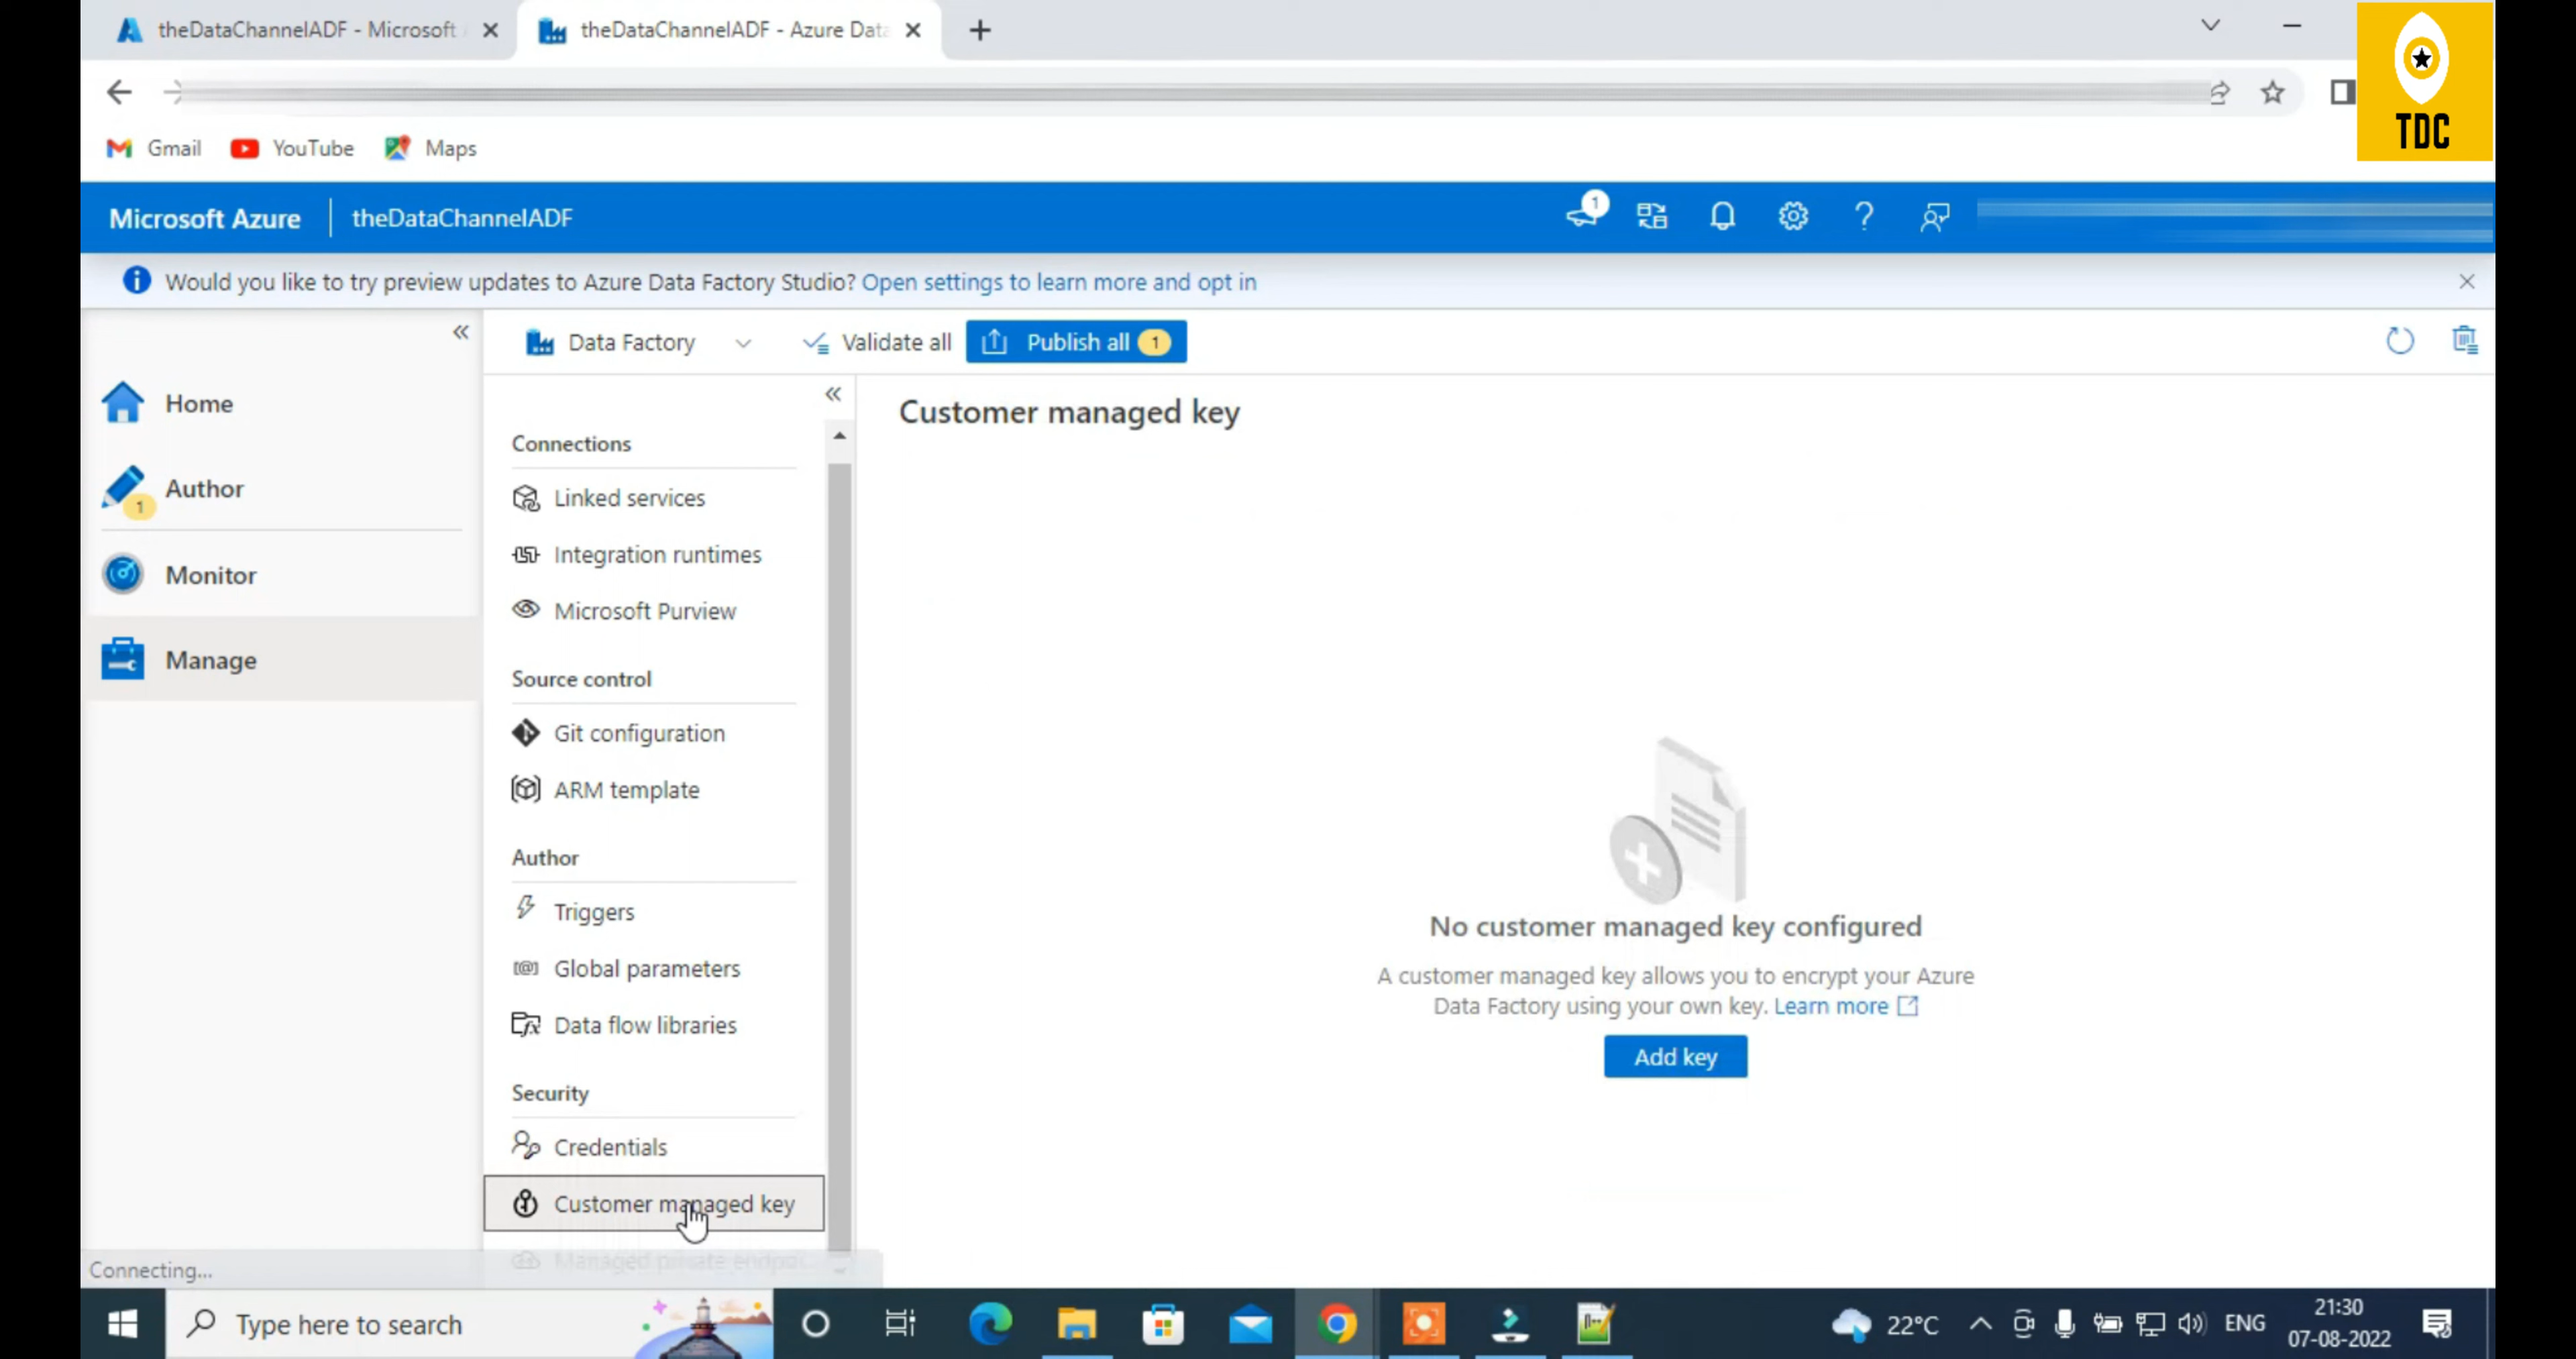 theDataChannelADF - Microsoft
theDataChannelADF - Azure Data
TDC
Gmail
YouTube
Maps
Microsoft Azure
theDataChannelADF
1
Would you like to try preview updates to Azure Data Factory Studio? Open settings to learn more and opt in
Data Factory
Validate all
Publish all 1
Home
Author
1
Monitor
Manage
Connections
Linked services
Integration runtimes
Microsoft Purview
Source control
Git configuration
ARM template
Author
Triggers
Global parameters
Data flow libraries
Security
Credentials
Customer managed key
Managed private endpoi
Customer managed key
No customer managed key configured
A customer managed key allows you to encrypt your Azure
Data Factory using your own key. Learn more
Add key
Connecting...
Type here to search
22°C
ENG
21:30
07-08-2022